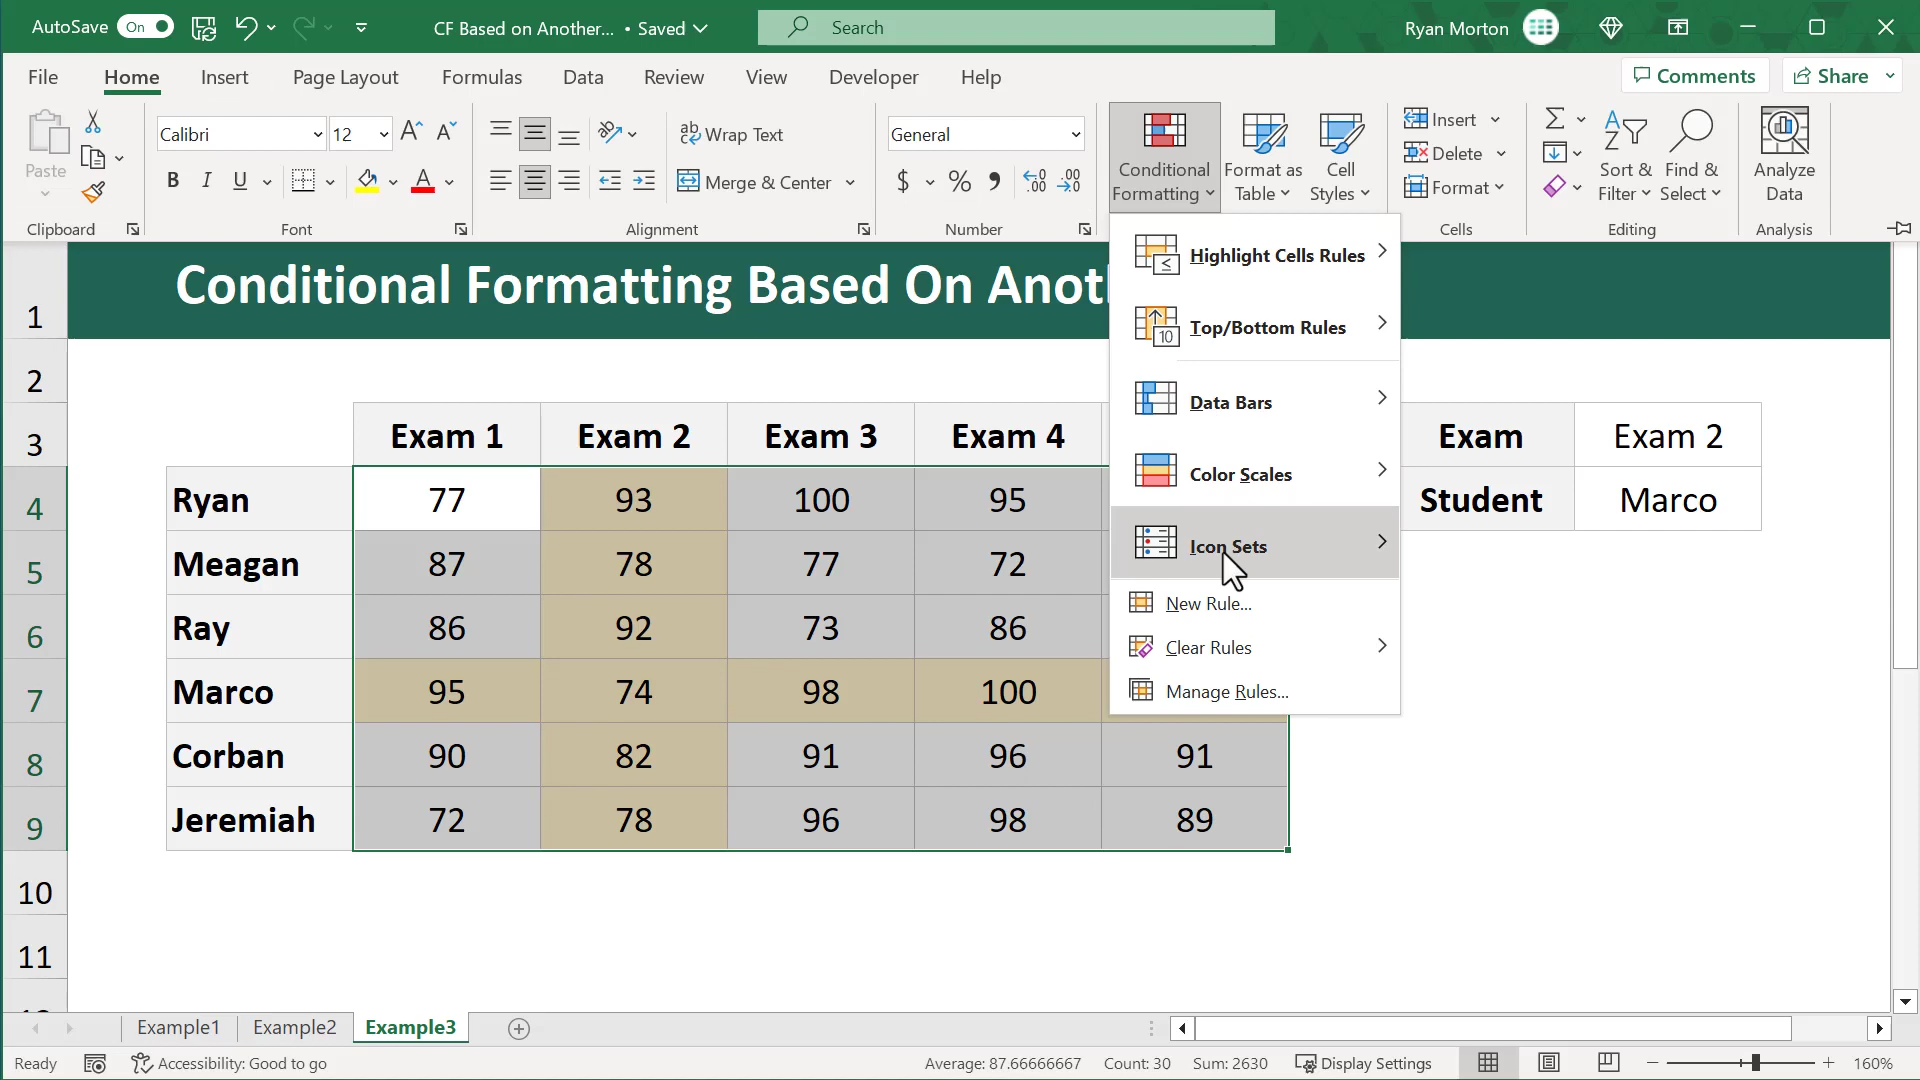 AutoSave On CF Based on Another... • Saved Search Ryan Morton
File Home Insert Page Layout Formulas Data Review View Developer Help Comments Share
Calibri 12 General
ab Wrap Text
Insert
Delete
Format
Paste
B I U A Merge & Center $ % .00
Conditional Formatting
Format as Table
Cell Styles
Sort & Filter
Find & Select
Analyze Data
Clipboard Font Alignment Number Cells Editing Analysis
Highlight Cells Rules
Top/Bottom Rules
Data Bars
Color Scales
Icon Sets
New Rule...
Clear Rules
Manage Rules...
1 Conditional Formatting Based On
2
3 Exam 1 Exam 2 Exam 3 Exam 4 Exam Exam 2
4 Ryan 77 93 100 95 Student Marco
5 Meagan 87 78 77 72
6 Ray 86 92 73 86
7 Marco 95 74 98 100
8 Corban 90 82 91 96 91
9 Jeremiah 72 78 96 98 89
10
11
Example1 Example2 Example3
Ready Accessibility: Good to go Average: 87.66666667 Count: 30 Sum: 2630 Display Settings 160%